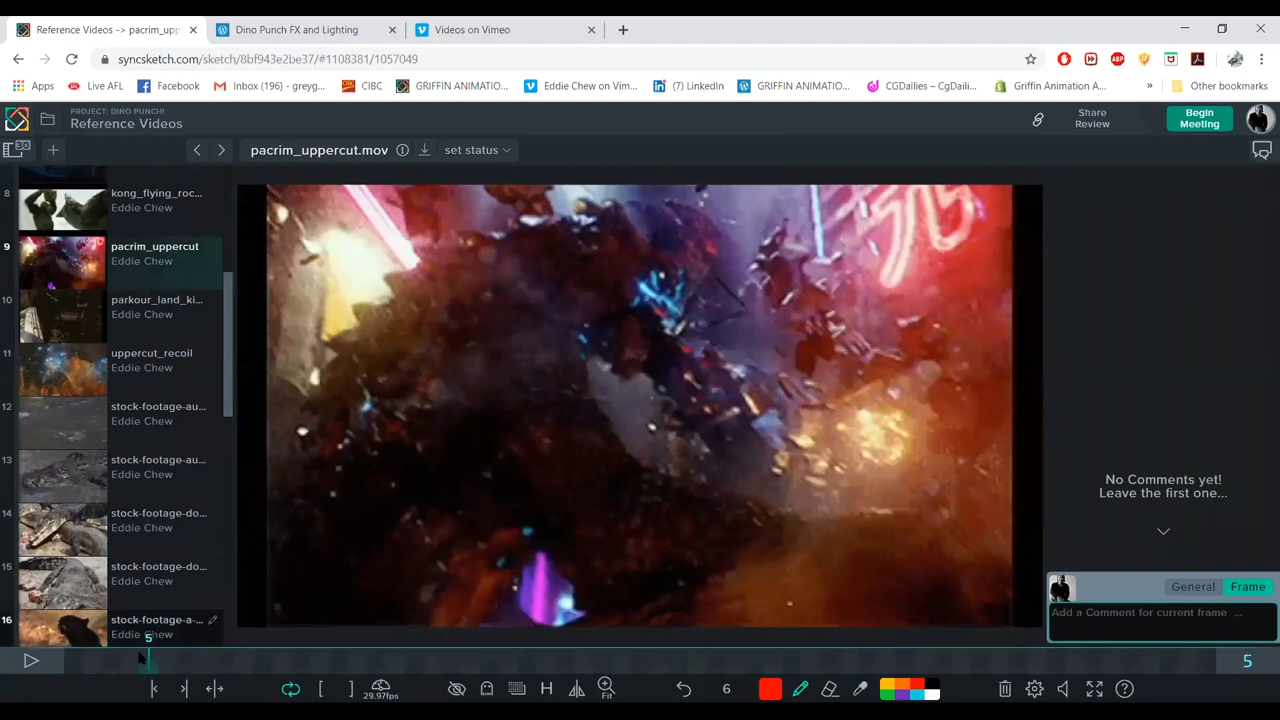 Reference Videos -> pacrim_upp
Dino Punch FX and Lighting
Videos on Vimeo
syncsketch.com/sketch/8bf943e2be37/#1108381/1057049
Apps
Live AFL
Facebook
Inbox (196) - greyg...
CIBC
GRIFFIN ANIMATIO...
Eddie Chew on Vim...
(7) LinkedIn
GRIFFIN ANIMATIO...
CGDailies – CgDaili...
Griffin Animation A...
»
Other bookmarks
PROJECT: DINO PUNCH!
Reference Videos
Share Review
Begin Meeting
30
pacrim_uppercut.mov
set status
8
kong_flying_roc...
Eddie Chew
9
pacrim_uppercut
Eddie Chew
10
parkour_land_ki...
Eddie Chew
11
uppercut_recoil
Eddie Chew
12
stock-footage-au...
Eddie Chew
13
stock-footage-au...
Eddie Chew
14
stock-footage-do...
Eddie Chew
15
stock-footage-do...
Eddie Chew
16
stock-footage-a-...
Eddie Chew
No Comments yet!
Leave the first one...
General
Frame
Add a Comment for current frame ...
5
5
29.97fps
H
Fit
6